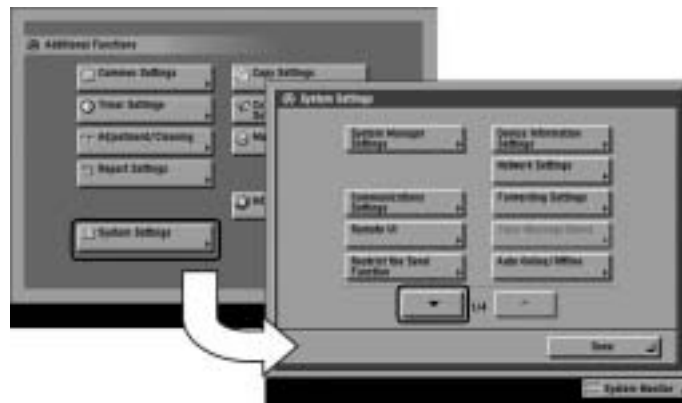 Additional Functions
Common Settings
Copy Settings
Timer Settings
Adjustment/Cleaning
Report Settings
System Settings
System Settings
System Manager
Settings
Device Information
Settings
Network Settings
Communications
Settings
Forwarding Settings
Remote UI
Restrict the Send
Function
Auto Online/Offline
1/4
Done
System Monitor